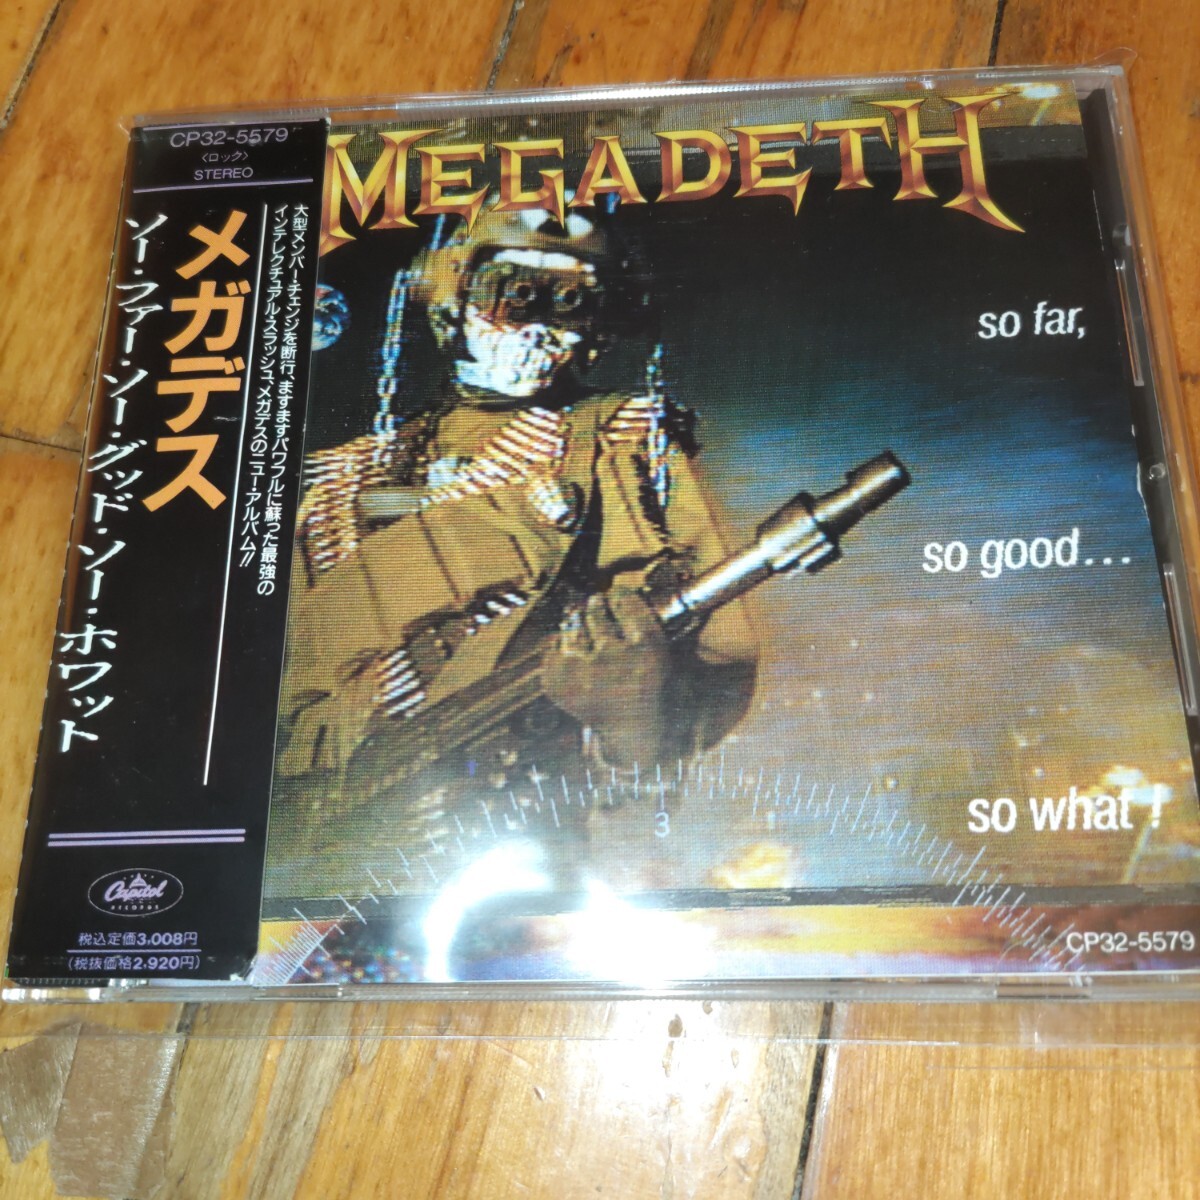 CP32-5579
〈ロック〉
STEREO
メガデス
ソー・ファー・ソー・グッド・ソー・ホワット
大型メンバー・チェンジを断行、ますますパワフルに蘇った最強の
インテレクチュアル・スラッシュ、メガデスのニュー・アルバム!!
Capitol
RECORDS
税込定価3,008円
(税抜価格2,920円)
MEGADETH
so far,
so good...
so what !
3
CP32-5579